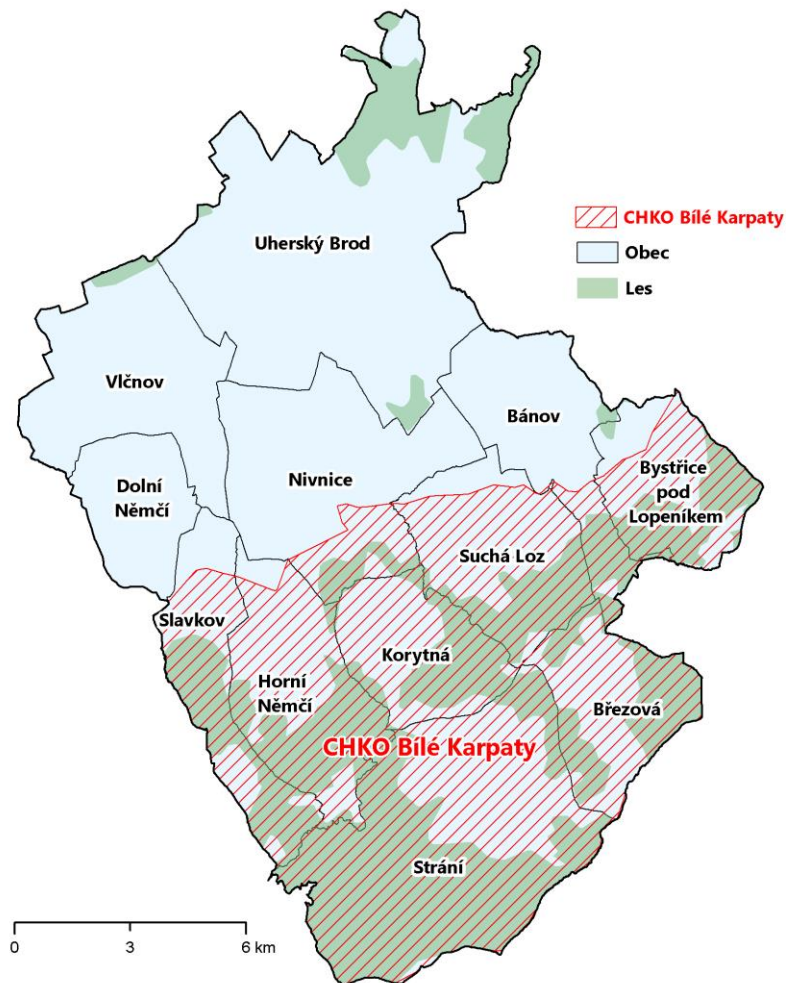 CHKO Bílé Karpaty
Obec
Les
Uherský Brod
Vlčnov
Bánov
Nivnice
Dolní
Němčí
Bystřice
pod
Lopeníkem
Suchá Loz
Slavkov
Korytná
Horní
Němčí
Březová
CHKO Bílé Karpaty
Strání
0 3 6 km